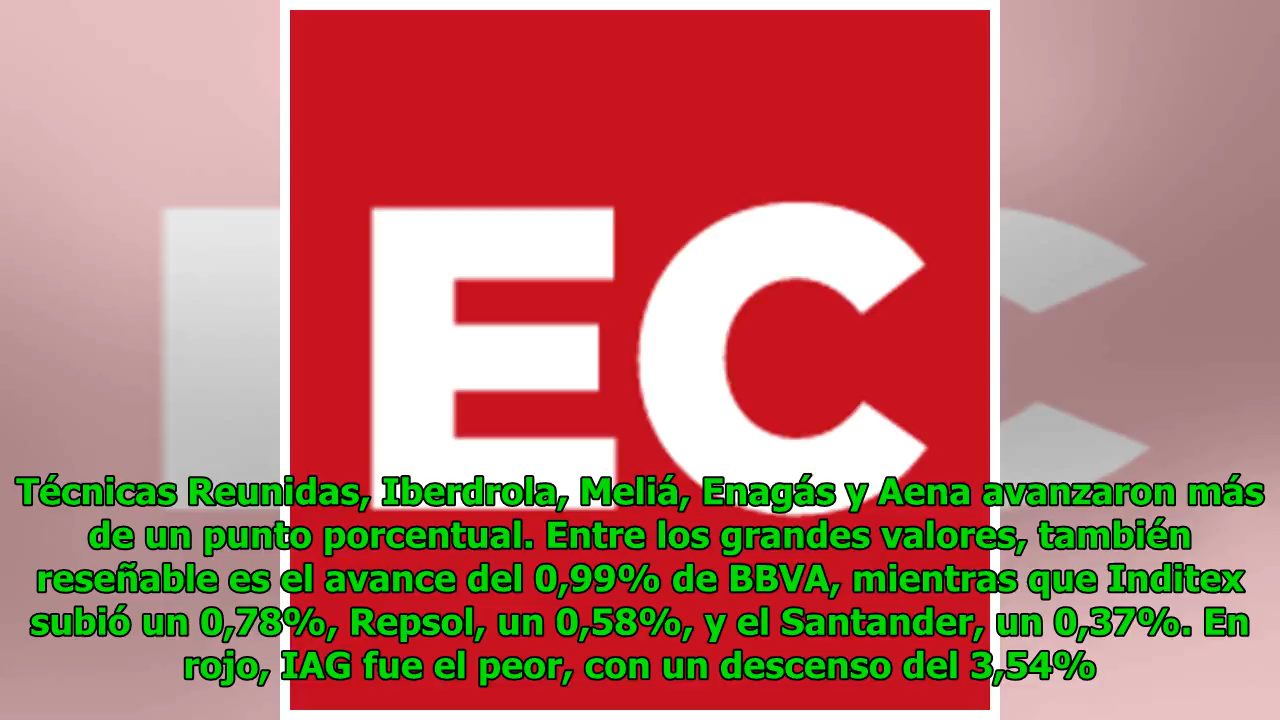 EC
Técnicas Reunidas, Iberdrola, Meliá, Enagás y Aena avanzaron más
de un punto porcentual. Entre los grandes valores, también
reseñable es el avance del 0,99% de BBVA, mientras que Inditex
subió un 0,78%, Repsol, un 0,58%, y el Santander, un 0,37%. En
rojo, IAG fue el peor, con un descenso del 3,54%